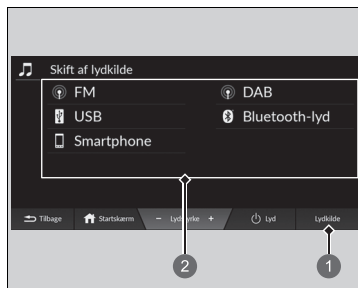 Skift af lydkilde
FM
DAB
USB
Bluetooth-lyd
Smartphone
Tilbage
Startskærm
− Lydstyrke +
Lyd
Lydkilde
2
1